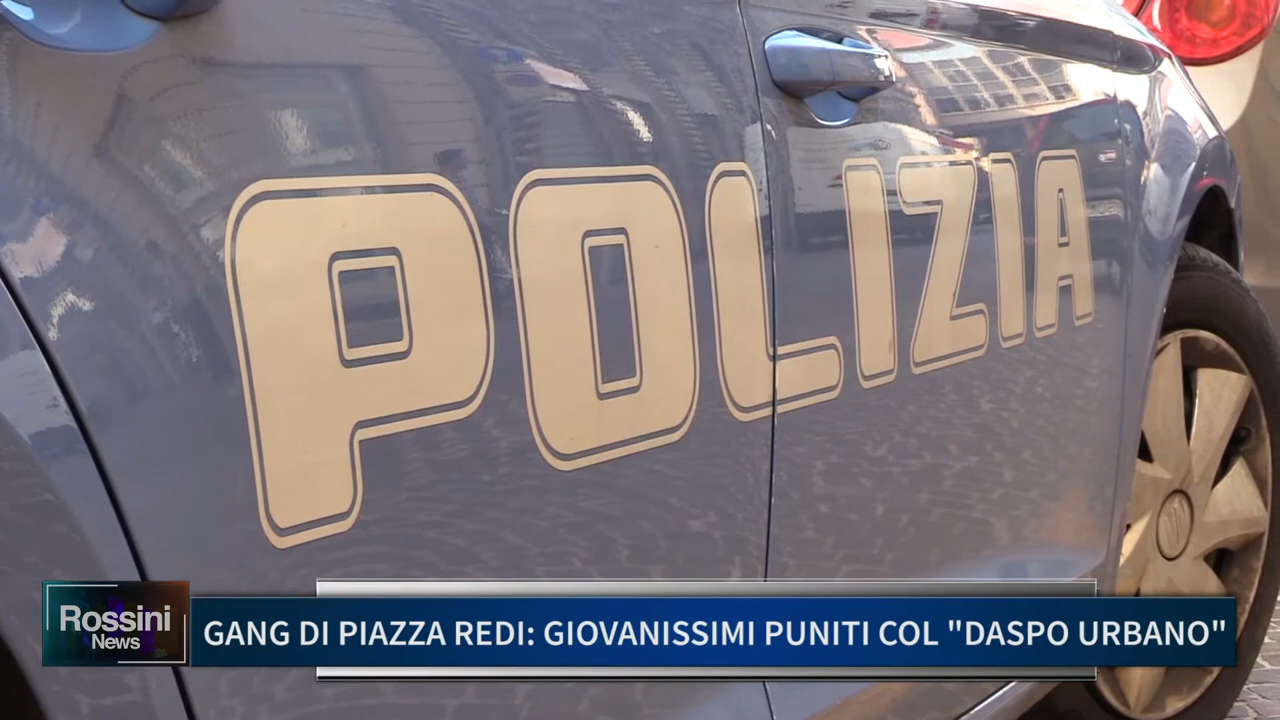 POLIZIA
Rossini
News
GANG DI PIAZZA REDI: GIOVANISSIMI PUNITI COL "DASPO URBANO"